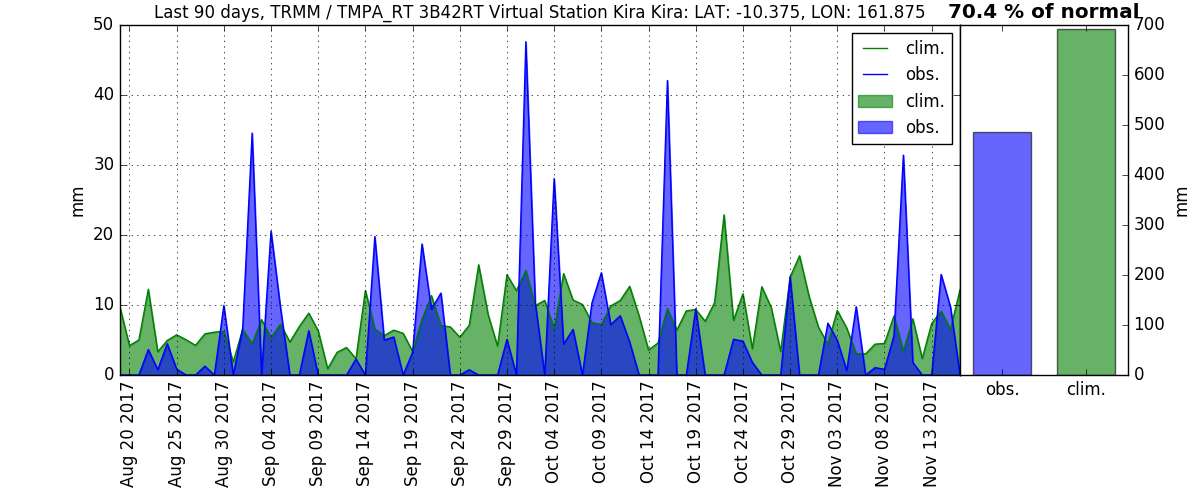 Last 90 days, TRMM / TMPA_RT 3B42RT Virtual Station Kira Kira: LAT: -10.375, LON: 161.875
70.4 % of normal
50
40
30
20
10
0
mm
clim.
obs.
clim.
obs.
700
600
500
400
300
200
100
0
mm
obs.
clim.
Aug 20 2017
Aug 25 2017
Aug 30 2017
Sep 04 2017
Sep 09 2017
Sep 14 2017
Sep 19 2017
Sep 24 2017
Sep 29 2017
Oct 04 2017
Oct 09 2017
Oct 14 2017
Oct 19 2017
Oct 24 2017
Oct 29 2017
Nov 03 2017
Nov 08 2017
Nov 13 2017